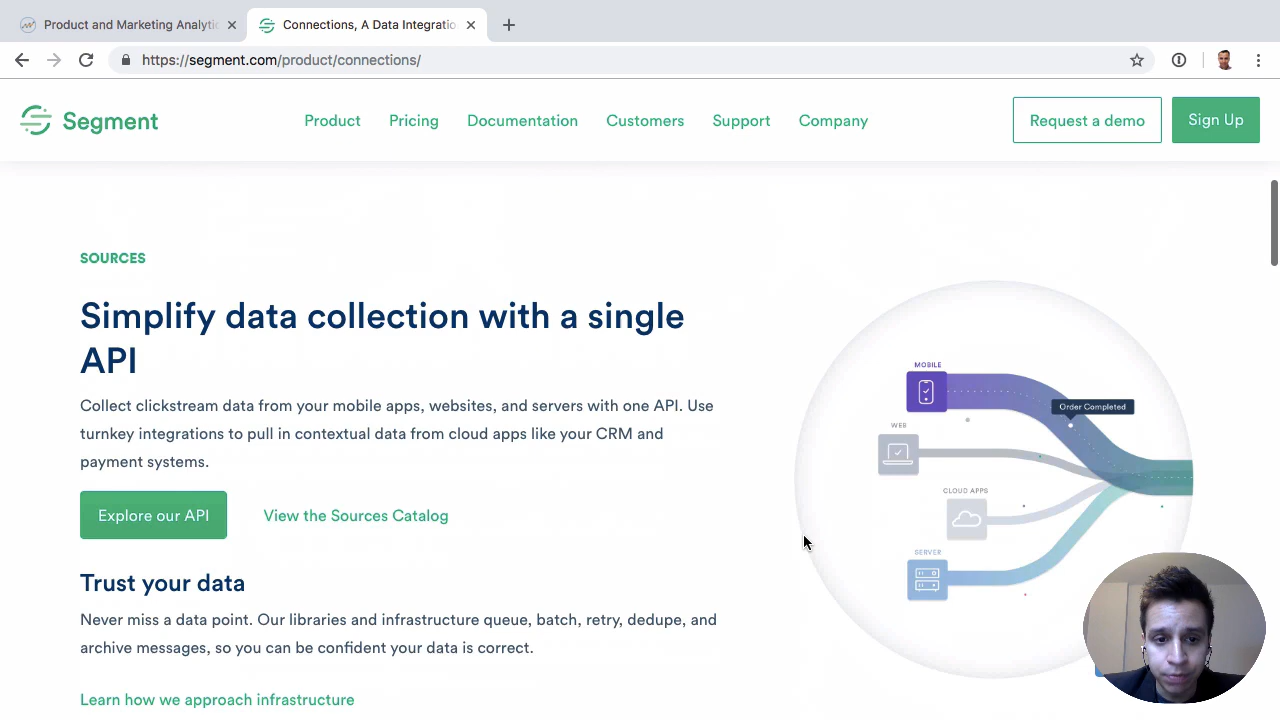 Product and Marketing Analytic
Connections, A Data Integratio
https://segment.com/product/connections/
Segment
Product
Pricing
Documentation
Customers
Support
Company
Request a demo
Sign Up
SOURCES
Simplify data collection with a single
API
Collect clickstream data from your mobile apps, websites, and servers with one API. Use
turnkey integrations to pull in contextual data from cloud apps like your CRM and
payment systems.
Explore our API
View the Sources Catalog
Trust your data
Never miss a data point. Our libraries and infrastructure queue, batch, retry, dedupe, and
archive messages, so you can be confident your data is correct.
Learn how we approach infrastructure
MOBILE
Order Completed
WEB
CLOUD APPS
SERVER